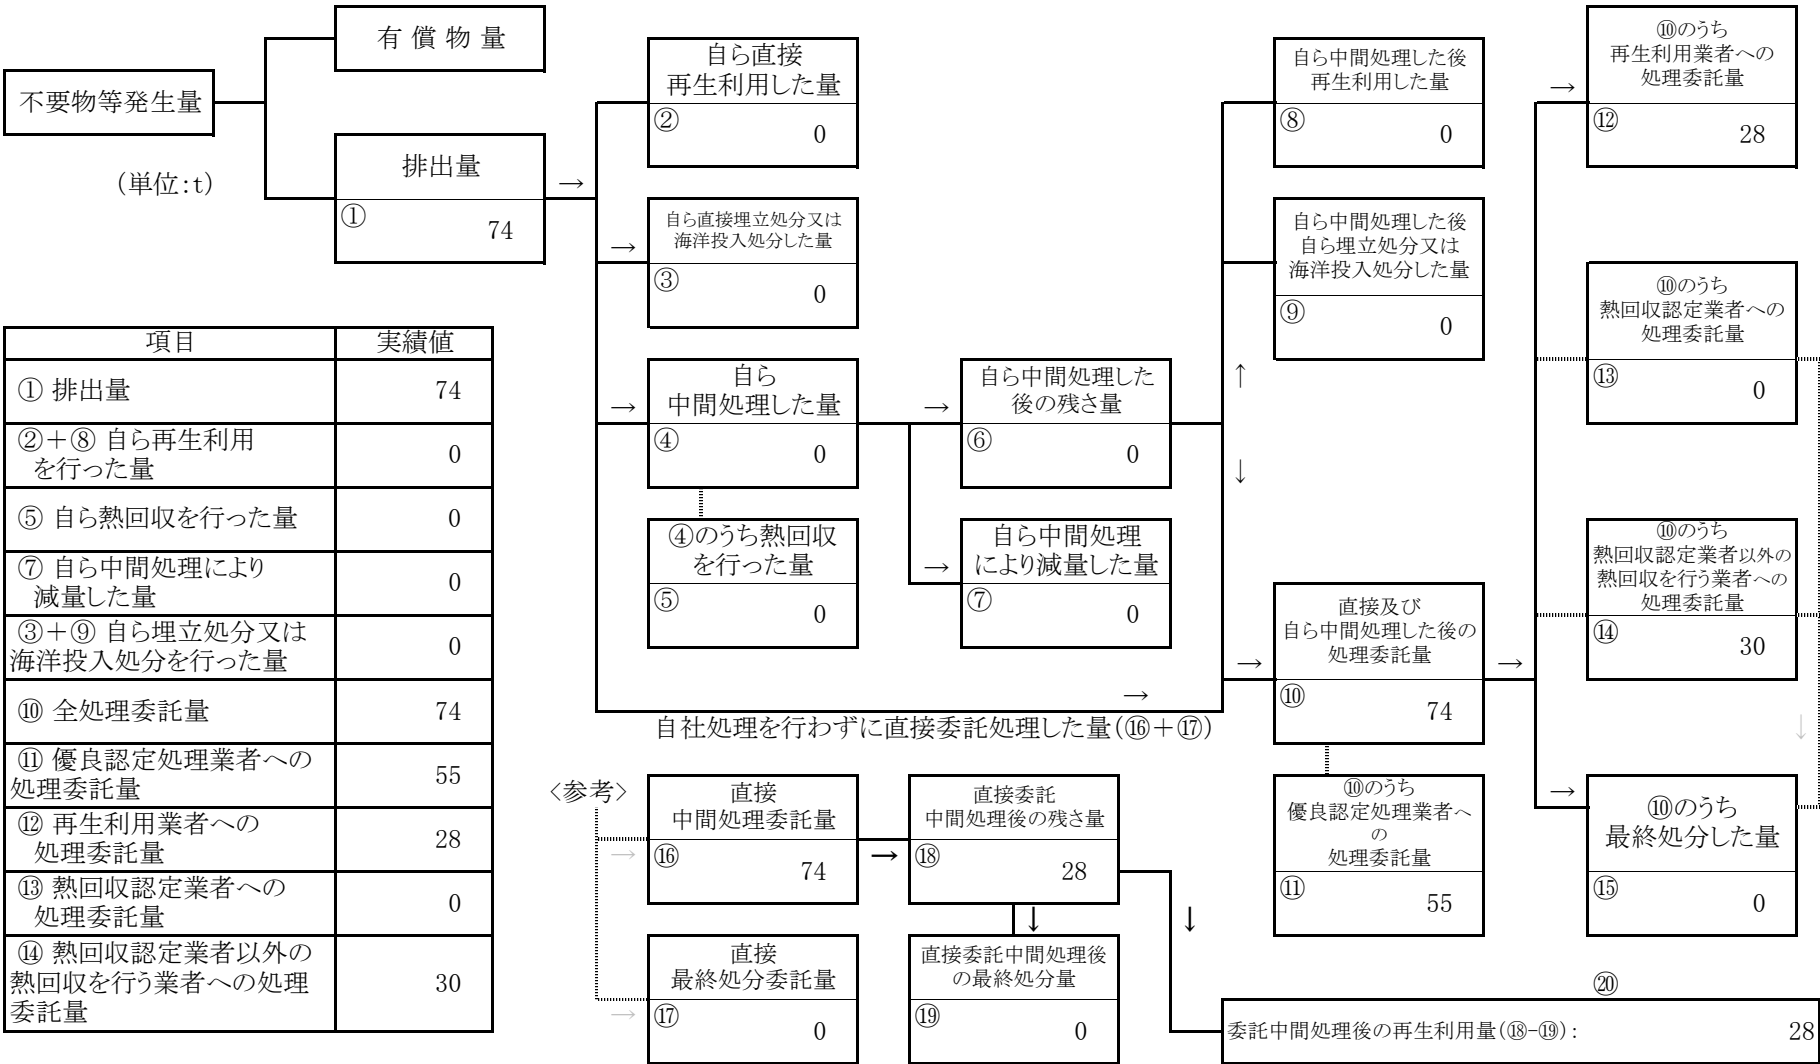 不要物等発生量
(単位:t)
有 償 物 量
排出量
①
74
→
自ら直接
再生利用した量
②
0
→
自ら直接埋立処分又は
海洋投入処分した量
③
0
→
自ら
中間処理した量
④
0
④のうち熱回収
を行った量
⑤
0
→
自ら中間処理した
後の残さ量
⑥
0
→
自ら中間処理
により減量した量
⑦
0
自ら中間処理した後
再生利用した量
⑧
0
自ら中間処理した後
自ら埋立処分又は
海洋投入処分した量
⑨
0
↑
↓
→
直接及び
自ら中間処理した後の
処理委託量
⑩
74
→
⑩のうち
優良認定処理業者へ
の
処理委託量
⑪
55
→
⑩のうち
再生利用業者への
処理委託量
⑫
28
⑩のうち
熱回収認定業者への
処理委託量
⑬
0
⑩のうち
熱回収認定業者以外の
熱回収を行う業者への
処理委託量
⑭
30
↓
→
⑩のうち
最終処分した量
⑮
0
→
自社処理を行わずに直接委託処理した量(⑯+⑰)
<参考>
→
直接
中間処理委託量
⑯
74
→
直接委託
中間処理後の残さ量
⑱
28
↓
↓
→
直接
最終処分委託量
⑰
0
直接委託中間処理後
の最終処分量
⑲
0
⑳
委託中間処理後の再生利用量(⑱-⑲): 28
項目 実績値
① 排出量 74
②+⑧ 自ら再生利用
を行った量 0
⑤ 自ら熱回収を行った量 0
⑦ 自ら中間処理により
減量した量 0
③+⑨ 自ら埋立処分又は
海洋投入処分を行った量 0
⑩ 全処理委託量 74
⑪ 優良認定処理業者への
処理委託量 55
⑫ 再生利用業者への
処理委託量 28
⑬ 熱回収認定業者への
処理委託量 0
⑭ 熱回収認定業者以外の
熱回収を行う業者への処理
委託量 30